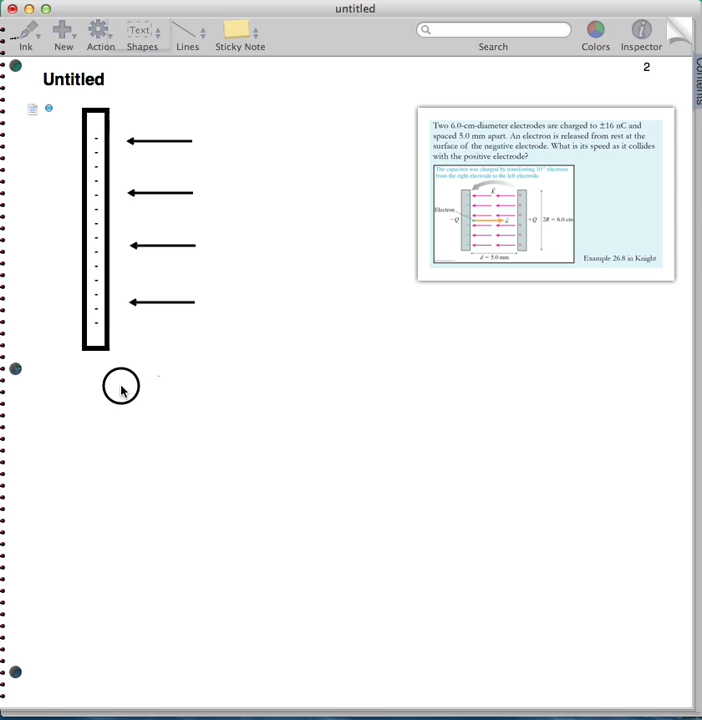 untitled
Ink
New
Action
Text
Shapes
Lines
Sticky Note
Search
Colors
Inspector
Contents
2
Untitled
Two 6.0-cm-diameter electrodes are charged to ±16 nC and
spaced 5.0 mm apart. An electron is released from rest at the
surface of the negative electrode. What is its speed as it collides
with the positive electrode?
The capacitor was charged by transferring 10¹¹ electrons
from the right electrode to the left electrode.
E
Electron
−Q
+Q
2R = 6.0 cm
d = 5.0 mm
Example 26.8 in Knight